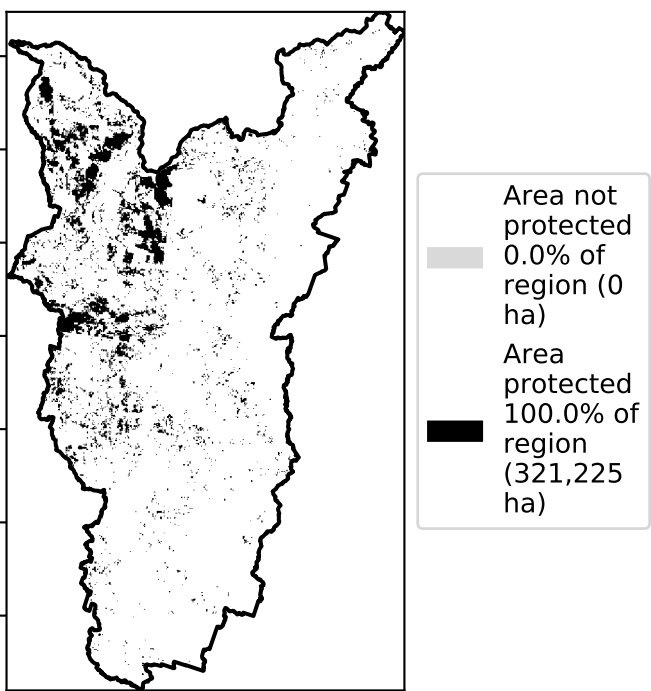 Area not
protected
0.0% of
region (0
ha)
Area
protected
100.0% of
region
(321,225
ha)